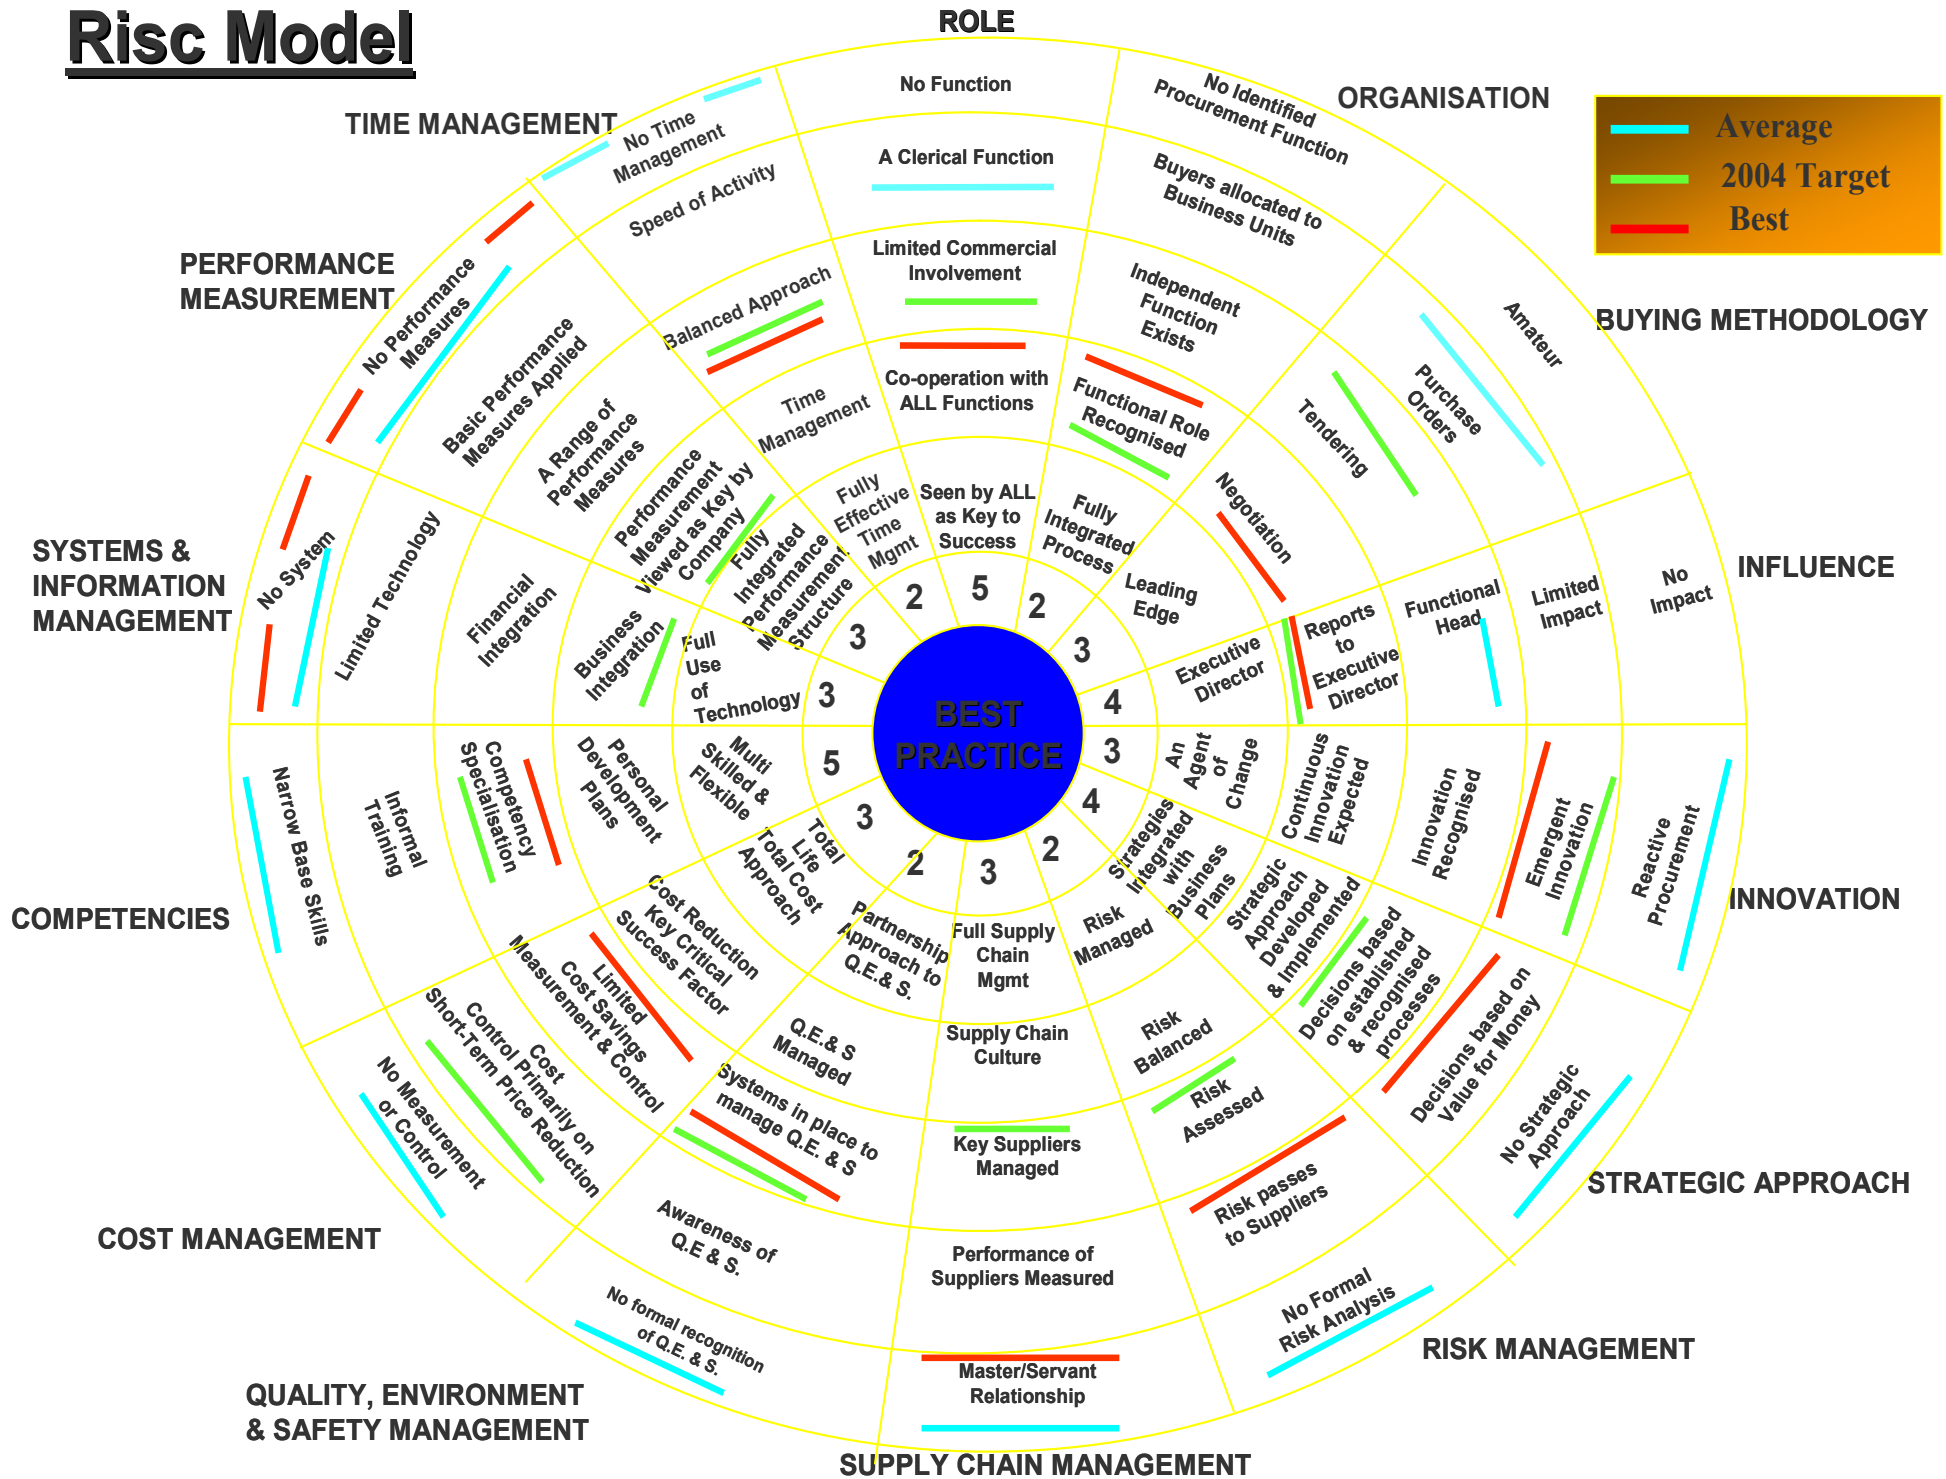 Risc Model
ROLE
No Function
A Clerical Function
Limited Commercial
Involvement
Co-operation with
ALL Functions
Seen by ALL
as Key to
Success
5
ORGANISATION
No Identified
Procurement Function
Buyers allocated to
Business Units
Independent
Function
Exists
Functional Role
Recognised
Fully
Integrated
Process
2
Average
2004 Target
Best
BUYING METHODOLOGY
Amateur
Purchase
Orders
Tendering
Negotiation
Leading
Edge
3
INFLUENCE
No
Impact
Limited
Impact
Functional
Head
Reports
to
Executive
Director
Executive
Director
4
INNOVATION
Reactive
Procurement
Emergent
Innovation
Innovation
Recognised
Continuous
Innovation
Expected
An
Agent
of
Change
3
STRATEGIC APPROACH
No Strategic
Approach
Decisions based on
Value for Money
Decisions based
on established
& recognised
processes
Strategic
Approach
Developed
& Implemented
Strategies
Integrated
with
Business
Plans
4
RISK MANAGEMENT
No Formal
Risk Analysis
Risk passes
to Suppliers
Risk
Assessed
Risk
Balanced
Risk
Managed
2
SUPPLY CHAIN MANAGEMENT
Master/Servant
Relationship
Performance of
Suppliers Measured
Key Suppliers
Managed
Supply Chain
Culture
Full Supply
Chain
Mgmt
3
QUALITY, ENVIRONMENT
& SAFETY MANAGEMENT
No formal recognition
of Q.E. & S.
Awareness of
Q.E & S.
Systems in place to
manage Q.E. & S
Q.E.& S
Managed
Partnership
Approach to
Q.E.& S.
2
COST MANAGEMENT
No Measurement
or Control
Cost
Control Primarily on
Short-Term Price Reduction
Limited
Cost Savings
Measurement & Control
Cost Reduction
Key Critical
Success Factor
Total
Life
Total Cost
Approach
3
COMPETENCIES
Narrow Base Skills
Informal
Training
Competency
Specialisation
Personal
Development
Plans
Multi
Skilled &
Flexible
5
SYSTEMS &
INFORMATION
MANAGEMENT
No System
Limited Technology
Financial
Integration
Business
Integration
Full
Use
of
Technology
3
PERFORMANCE
MEASUREMENT
No Performance
Measures
Basic Performance
Measures Applied
A Range of
Performance
Measures
Performance
Measurement
Viewed as Key by
Company
Fully
Integrated
Performance
Measurement
Structure
3
TIME MANAGEMENT
No Time
Management
Speed of Activity
Balanced Approach
Time
Management
Fully
Effective
Time
Mgmt
2
BEST
PRACTICE